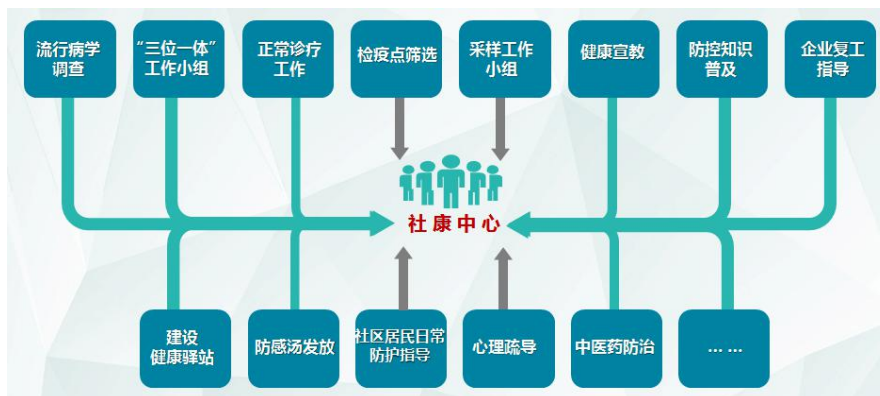 流行病学
调查
“三位一体”
工作小组
正常诊疗
工作
检疫点筛选
采样工作
小组
健康宣教
防控知识
普及
企业复工
指导
社康中心
建设
健康驿站
防感汤发放
社区居民日常
防护指导
心理疏导
中医药防治
... ...